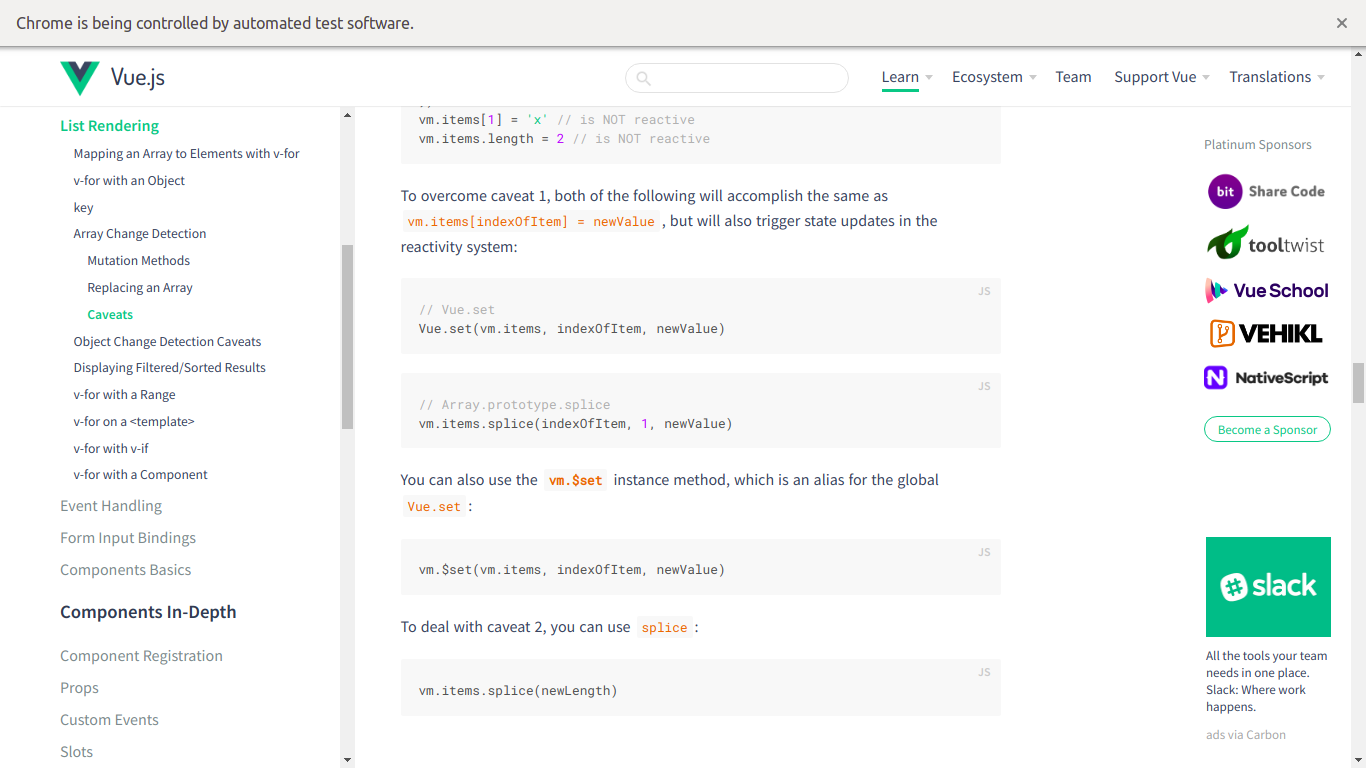 Chrome is being controlled by automated test software.
Vue.js
Learn
Ecosystem
Team
Support Vue
Translations
List Rendering
Mapping an Array to Elements with v-for
v-for with an Object
key
Array Change Detection
Mutation Methods
Replacing an Array
Caveats
Object Change Detection Caveats
Displaying Filtered/Sorted Results
v-for with a Range
v-for on a <template>
v-for with v-if
v-for with a Component
Event Handling
Form Input Bindings
Components Basics
Components In-Depth
Component Registration
Props
Custom Events
Slots
vm.items[1] = 'x' // is NOT reactive
vm.items.length = 2 // is NOT reactive
To overcome caveat 1, both of the following will accomplish the same as
vm.items[indexOfItem] = newValue , but will also trigger state updates in the
reactivity system:
JS
// Vue.set
Vue.set(vm.items, indexOfItem, newValue)
JS
// Array.prototype.splice
vm.items.splice(indexOfItem, 1, newValue)
You can also use the vm.$set instance method, which is an alias for the global
Vue.set :
JS
vm.$set(vm.items, indexOfItem, newValue)
To deal with caveat 2, you can use splice :
JS
vm.items.splice(newLength)
Platinum Sponsors
bit Share Code
tooltwist
Vue School
VEHIKL
NativeScript
Become a Sponsor
slack
All the tools your team
needs in one place.
Slack: Where work
happens.
ads via Carbon